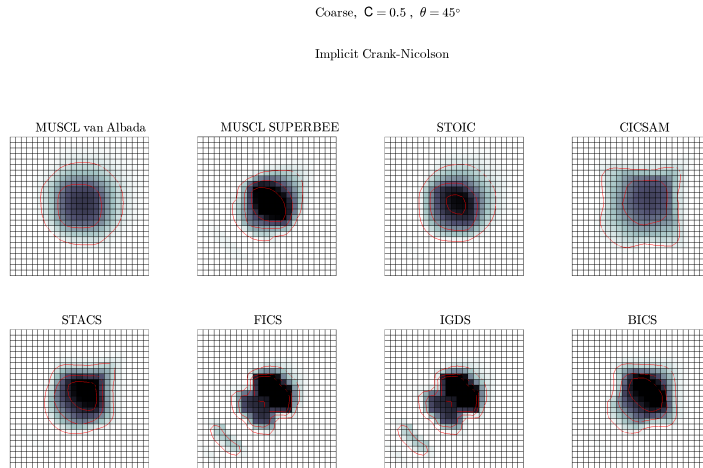 Coarse, C = 0.5 , θ = 45°
Implicit Crank-Nicolson
MUSCL van Albada MUSCL SUPERBEE STOIC CICSAM
STACS FICS IGDS BICS